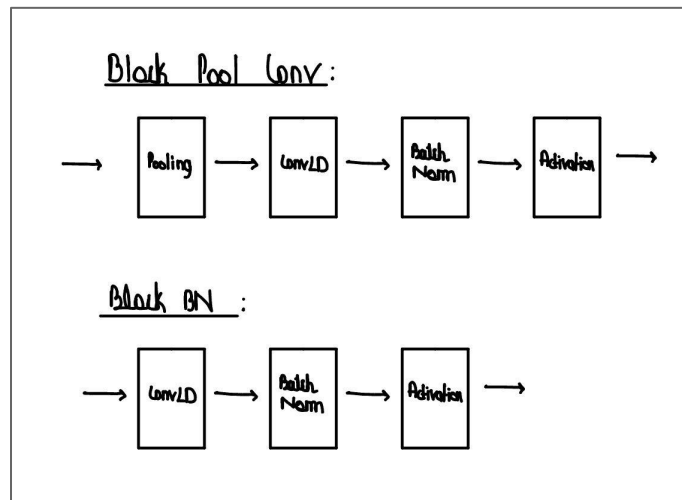 Block Pool Conv:
Pooling
Conv1D
Batch
Norm
Activation
Block BN :
Conv1D
Batch
Norm
Activation